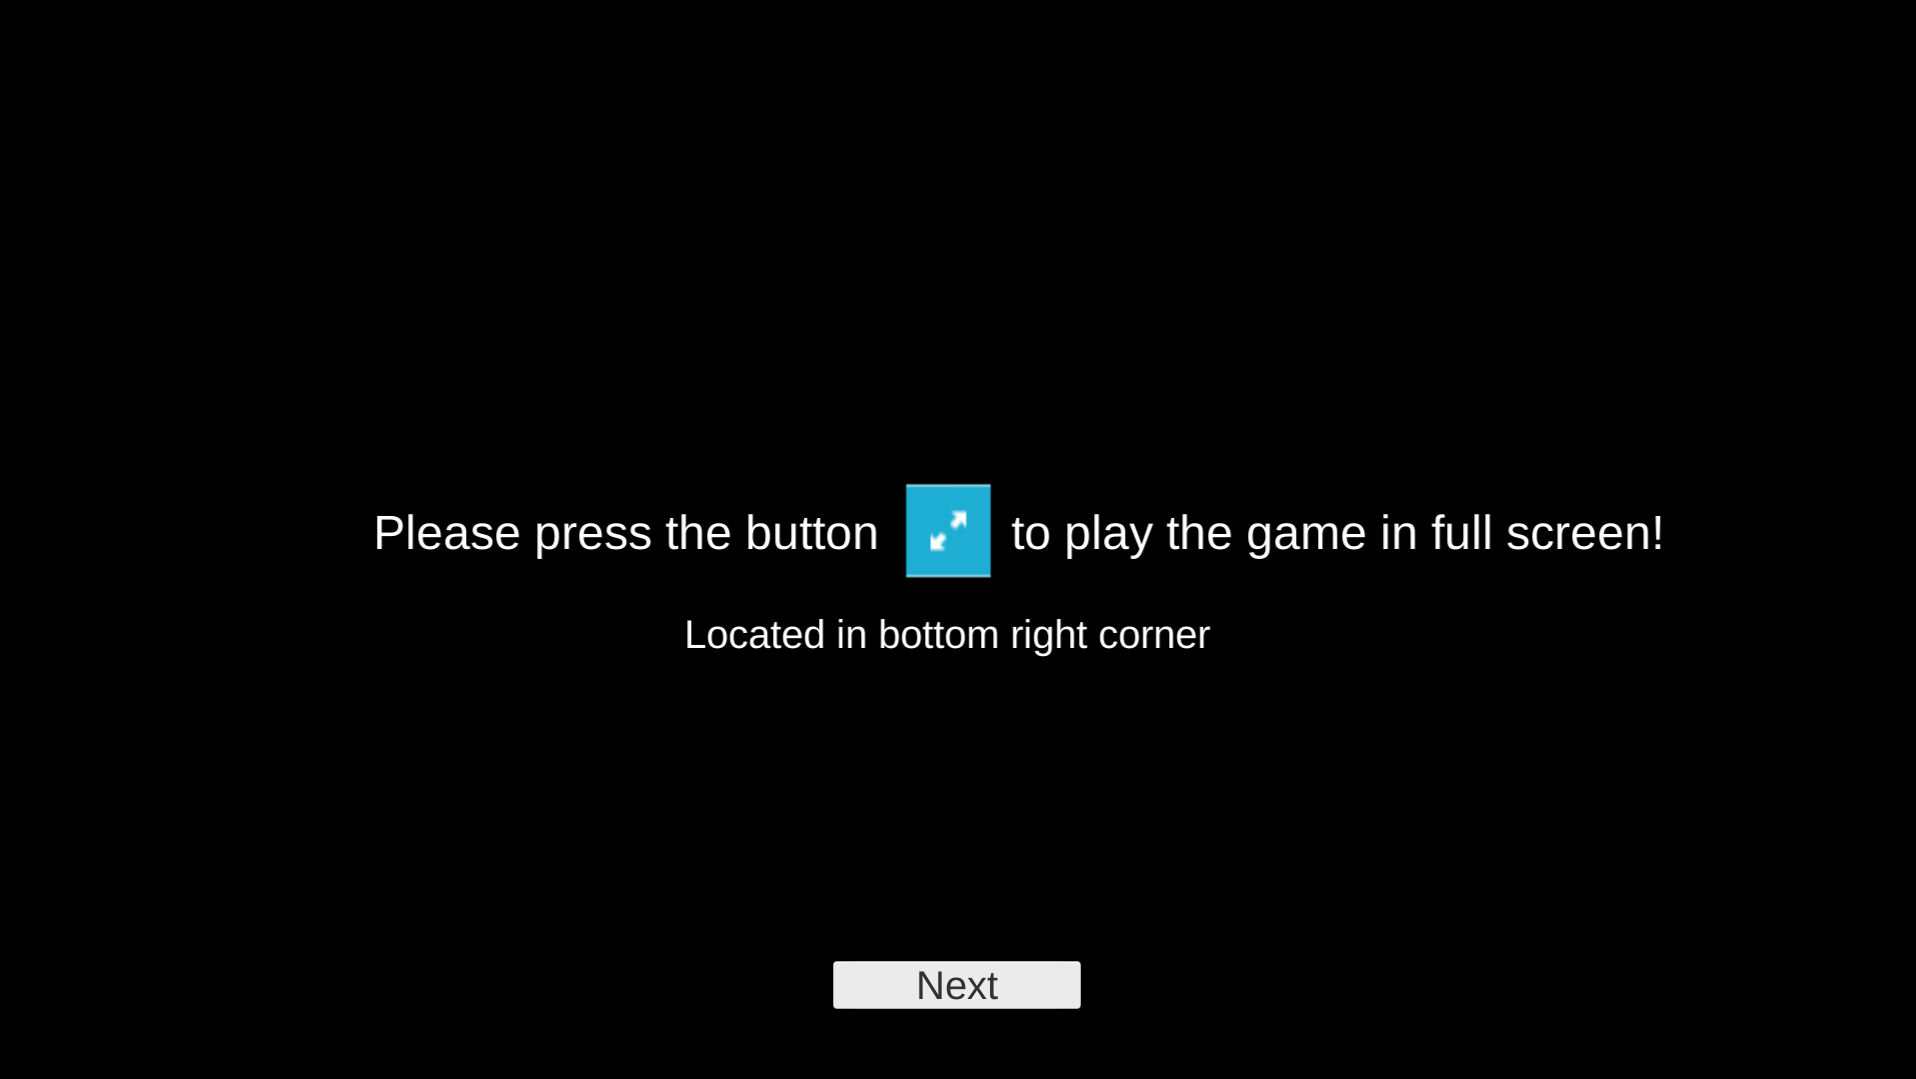 Please press the button to play the game in full screen!
Located in bottom right corner
Next